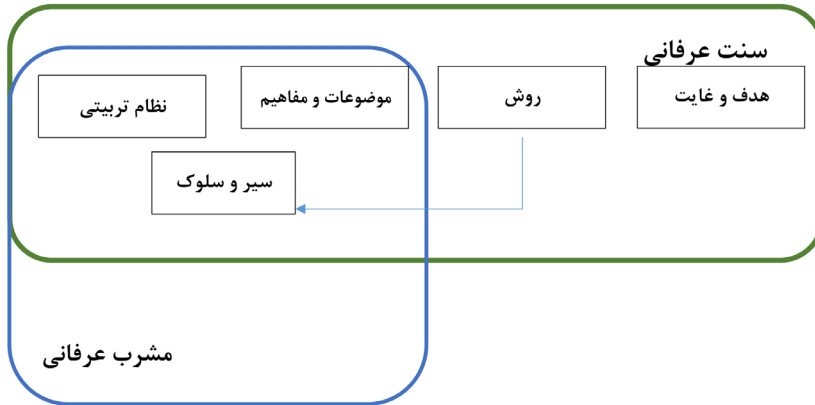 سنت عرفانی
هدف و غایت
روش
موضوعات و مفاهیم
نظام تربیتی
سیر و سلوک
مشرب عرفانی